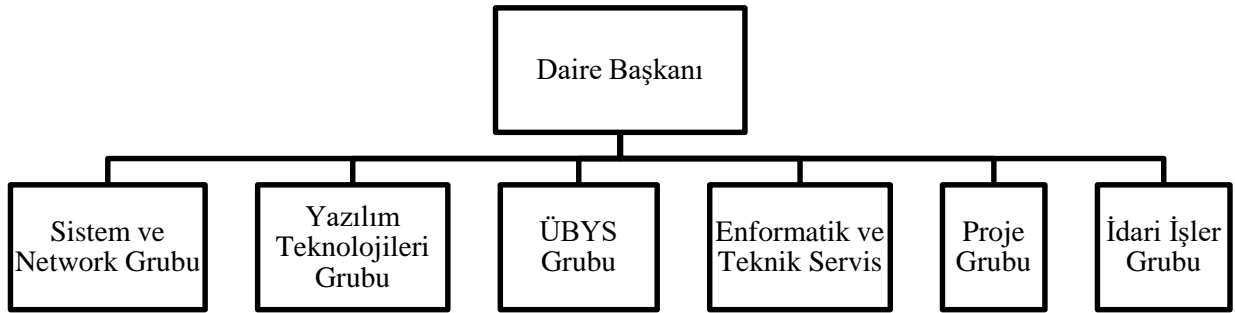 Daire Başkanı
Sistem ve
Network Grubu
Yazılım
Teknolojileri
Grubu
ÜBYS
Grubu
Enformatik ve
Teknik Servis
Proje
Grubu
İdari İşler
Grubu